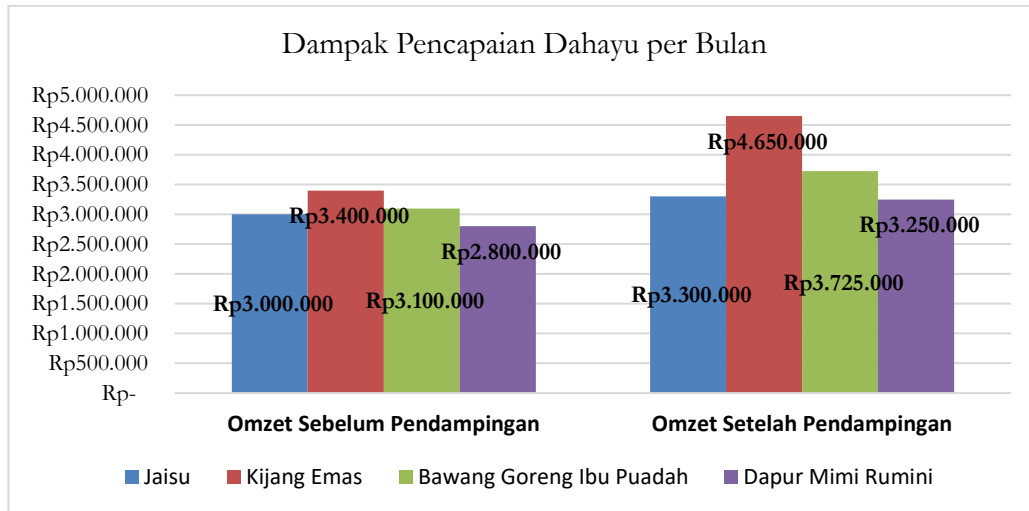 Dampak Pencapaian Dahayu per Bulan
Rp5.000.000
Rp4.500.000
Rp4.000.000
Rp3.500.000
Rp3.000.000
Rp2.500.000
Rp2.000.000
Rp1.500.000
Rp1.000.000
Rp500.000
Rp-
Rp3.000.000
Rp3.400.000
Rp3.100.000
Rp2.800.000
Rp3.300.000
Rp4.650.000
Rp3.725.000
Rp3.250.000
Omzet Sebelum Pendampingan
Omzet Setelah Pendampingan
Jaisu
Kijang Emas
Bawang Goreng Ibu Puadah
Dapur Mimi Rumini